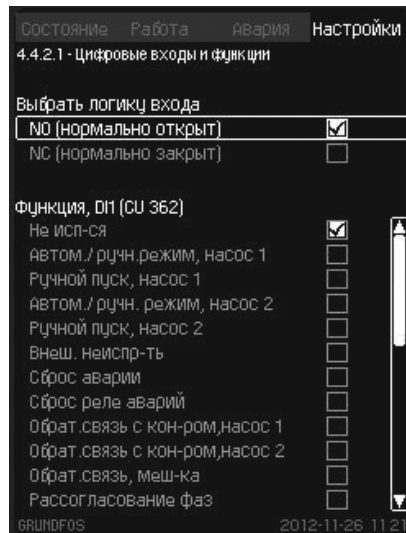 Состояние Работа Авария Настройки
4.4.2.1 - Цифровые входы и функции
Выбрать логику входа
NO (нормально открыт)
NC (нормально закрыт)
Функция, DI1 (CU 362)
Не исп-ся
Автом./ ручн.режим, насос 1
Ручной пуск, насос 1
Автом./ ручн. режим, насос 2
Ручной пуск, насос 2
Внеш. неиспр-ть
Сброс аварии
Сброс реле аварий
Обрат.связь с кон-ром,насос 1
Обрат.связь с кон-ром,насос 2
Обрат.связь, меш-ка
Рассогласование фаз
GRUNDFOS 2012-11-26 11:21